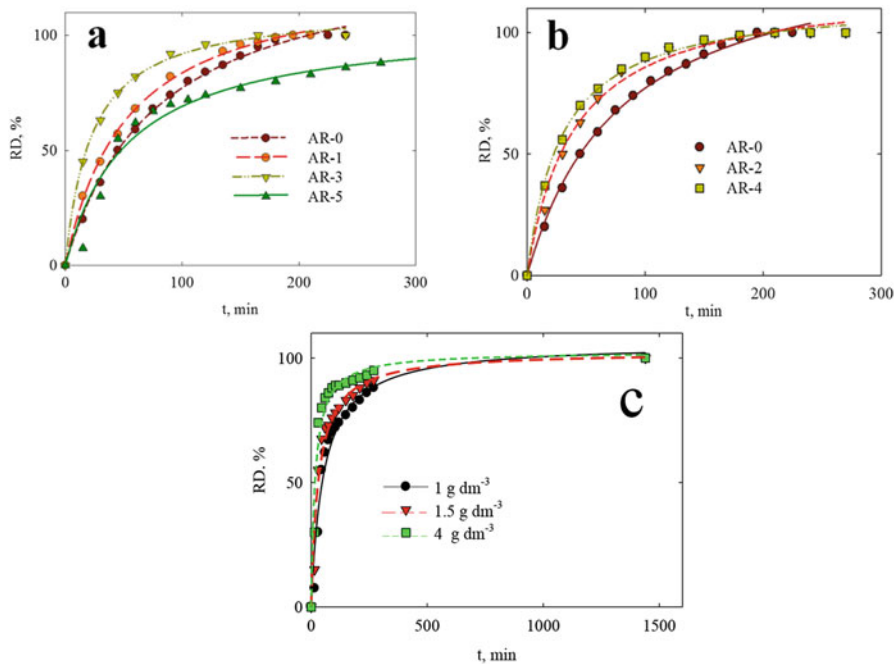 a
100
50
0
RD, %
AR-0
AR-1
AR-3
AR-5
0
100
200
300
t, min
b
100
50
0
RD, %
AR-0
AR-2
AR-4
0
100
200
300
t, min
c
100
50
0
RD. %
1 g dm⁻³
1.5 g dm⁻³
4 g dm⁻³
0
500
1000
1500
t, min